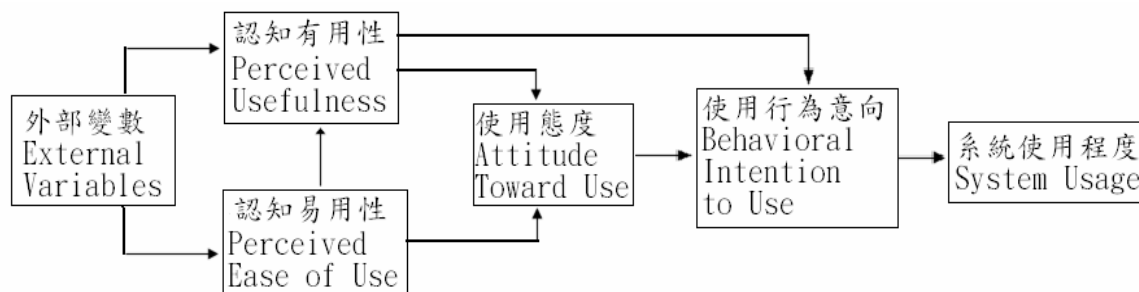 外部變數
External
Variables
認知有用性
Perceived
Usefulness
認知易用性
Perceived
Ease of Use
使用態度
Attitude
Toward Use
使用行為意向
Behavioral
Intention
to Use
系統使用程度
System Usage